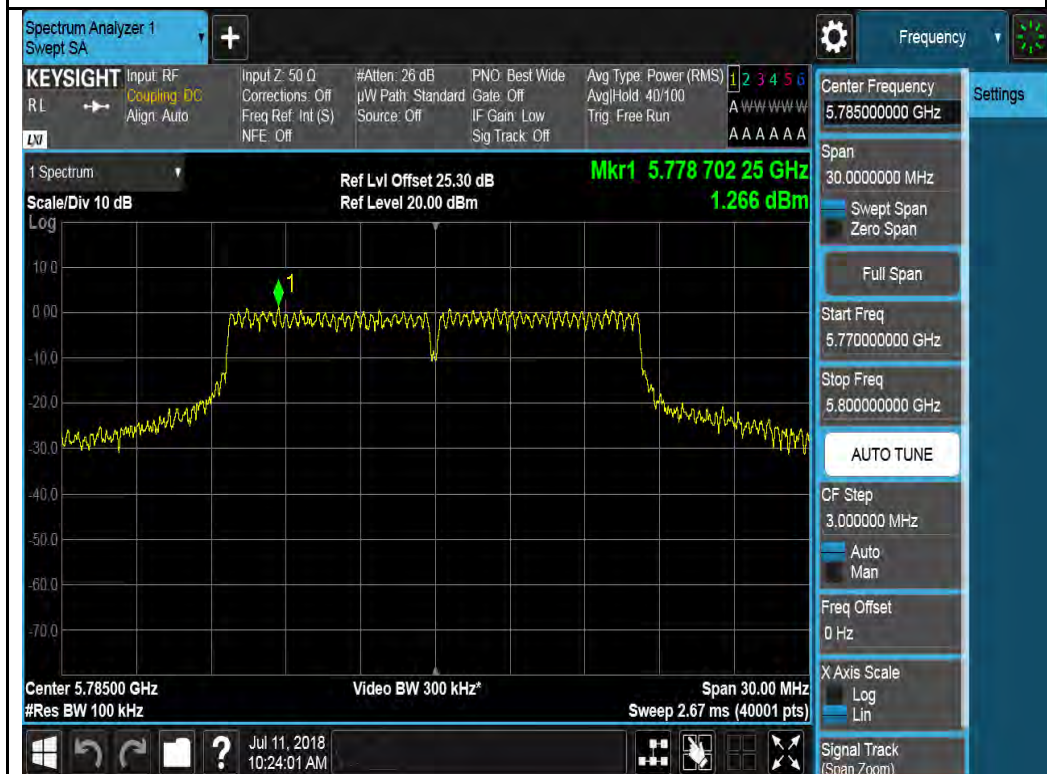 Spectrum Analyzer 1
Swept SA
+
Frequency
KEYSIGHT
RL
LXI
Input: RF
Coupling: DC
Align: Auto
Input Z: 50 Ω
Corrections: Off
Freq Ref: Int (S)
NFE: Off
#Atten: 26 dB
µW Path: Standard
Source: Off
PNO: Best Wide
Gate: Off
IF Gain: Low
Sig Track: Off
Avg Type: Power (RMS)
Avg|Hold: 40/100
Trig: Free Run
1 2 3 4 5 6
A W W W W W
A A A A A A
1 Spectrum
Scale/Div 10 dB
Ref Lvl Offset 25.30 dB
Ref Level 20.00 dBm
Mkr1 5.778 702 25 GHz
1.266 dBm
Log
10.0
0.00
-10.0
-20.0
-30.0
-40.0
-50.0
-60.0
-70.0
1
Center 5.78500 GHz
#Res BW 100 kHz
Video BW 300 kHz*
Span 30.00 MHz
Sweep 2.67 ms (40001 pts)
Center Frequency
5.785000000 GHz
Settings
Span
30.0000000 MHz
Swept Span
Zero Span
Full Span
Start Freq
5.770000000 GHz
Stop Freq
5.800000000 GHz
AUTO TUNE
CF Step
3.000000 MHz
Auto
Man
Freq Offset
0 Hz
X Axis Scale
Log
Lin
Signal Track
(Span Zoom)
?
Jul 11, 2018
10:24:01 AM